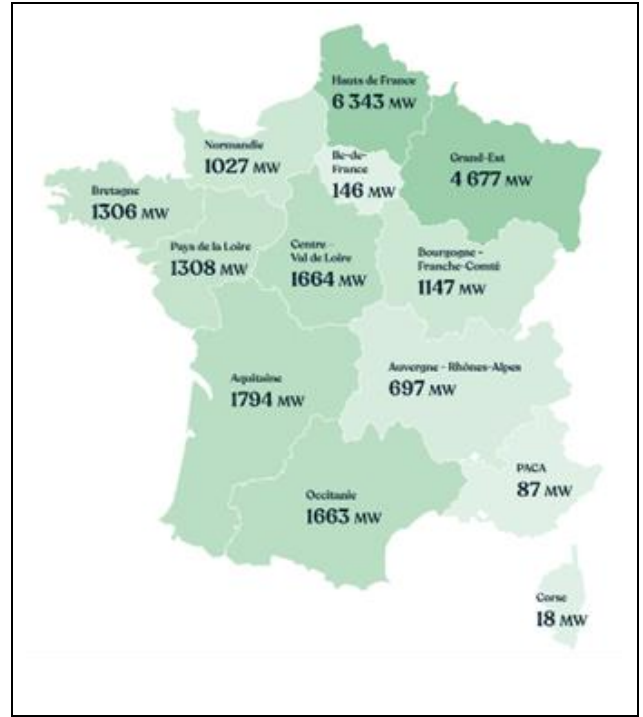 Hauts de France
6 343 MW
Normandie
1027 MW
Ile-de-
France
146 MW
Grand-Est
4 677 MW
Bretagne
1306 MW
Pays de la Loire
1308 MW
Centre -
Val de Loire
1664 MW
Bourgogne -
Franche-Comté
1147 MW
Auvergne - Rhônes-Alpes
697 MW
Aquitaine
1794 MW
PACA
87 MW
Occitanie
1663 MW
Corse
18 MW